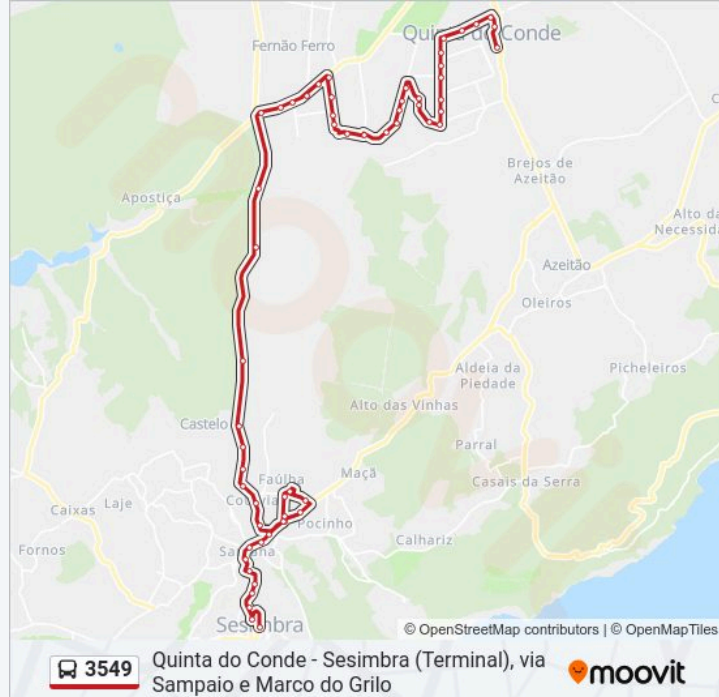 Fernão Ferro
Quinta do Conde
Brejos de
Azeitão
Apostiça
Alto da
Necessida
Azeitão
Oleiros
Aldeia da
Piedade
Picheleiros
Alto das Vinhas
Castelo
Parral
Faúlha
Maçã
Casais da Serra
Caixas
Laje
Pocinho
Fornos
Calhariz
Sesimbra
© OpenStreetMap contributors | © OpenMapTiles
3549
Quinta do Conde - Sesimbra (Terminal), via
Sampaio e Marco do Grilo
moovit